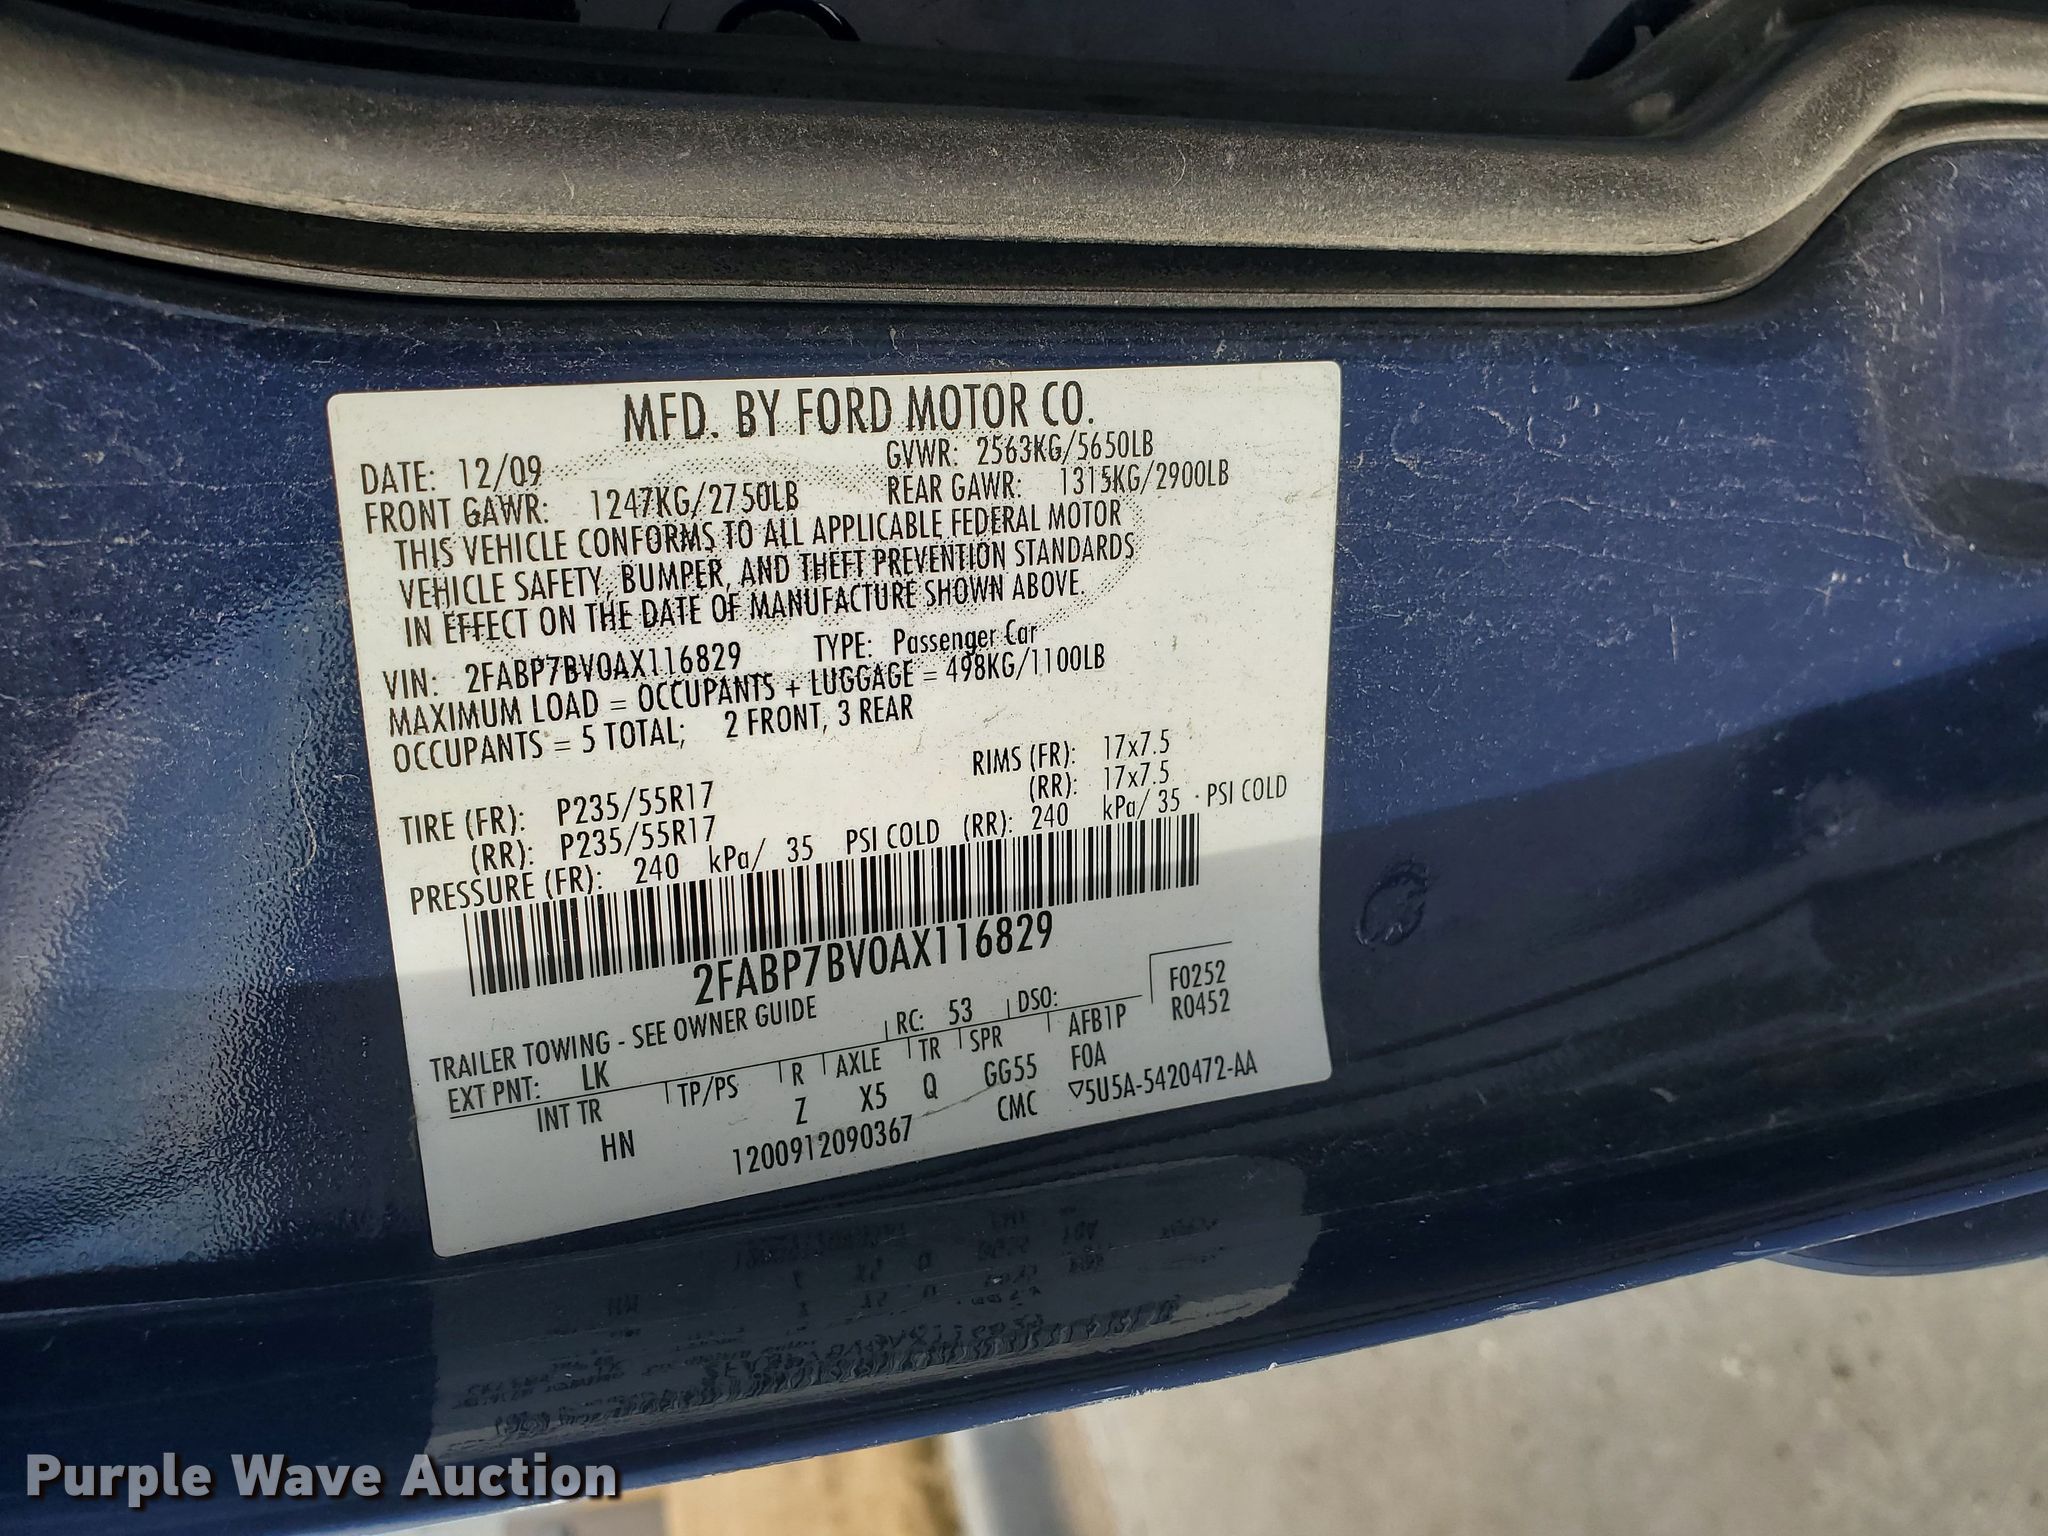 MFD. BY FORD MOTOR CO.
DATE: 12/09 GVWR: 2563KG/5650LB
FRONT GAWR: 1247KG/2750LB REAR GAWR: 1315KG/2900LB
THIS VEHICLE CONFORMS TO ALL APPLICABLE FEDERAL MOTOR
VEHICLE SAFETY, BUMPER, AND THEFT PREVENTION STANDARDS
IN EFFECT ON THE DATE OF MANUFACTURE SHOWN ABOVE.
VIN: 2FABP7BV0AX116829 TYPE: Passenger Car
MAXIMUM LOAD = OCCUPANTS + LUGGAGE = 498KG/1100LB
OCCUPANTS = 5 TOTAL; 2 FRONT, 3 REAR
TIRE (FR): P235/55R17 RIMS (FR): 17x7.5
(RR): P235/55R17 (RR): 17x7.5
PRESSURE (FR): 240 kPa/ 35 PSI COLD (RR): 240 kPa/ 35 PSI COLD
2FABP7BV0AX116829
TRAILER TOWING - SEE OWNER GUIDE
F0252
EXT PNT: LK RC: 53 DSO: R0452
INT TR TP/PS R AXLE TR SPR AFB1P
HN Z X5 Q GG55 FOA
1200912090367 CMC ▽5U5A-5420472-AA
Purple Wave Auction